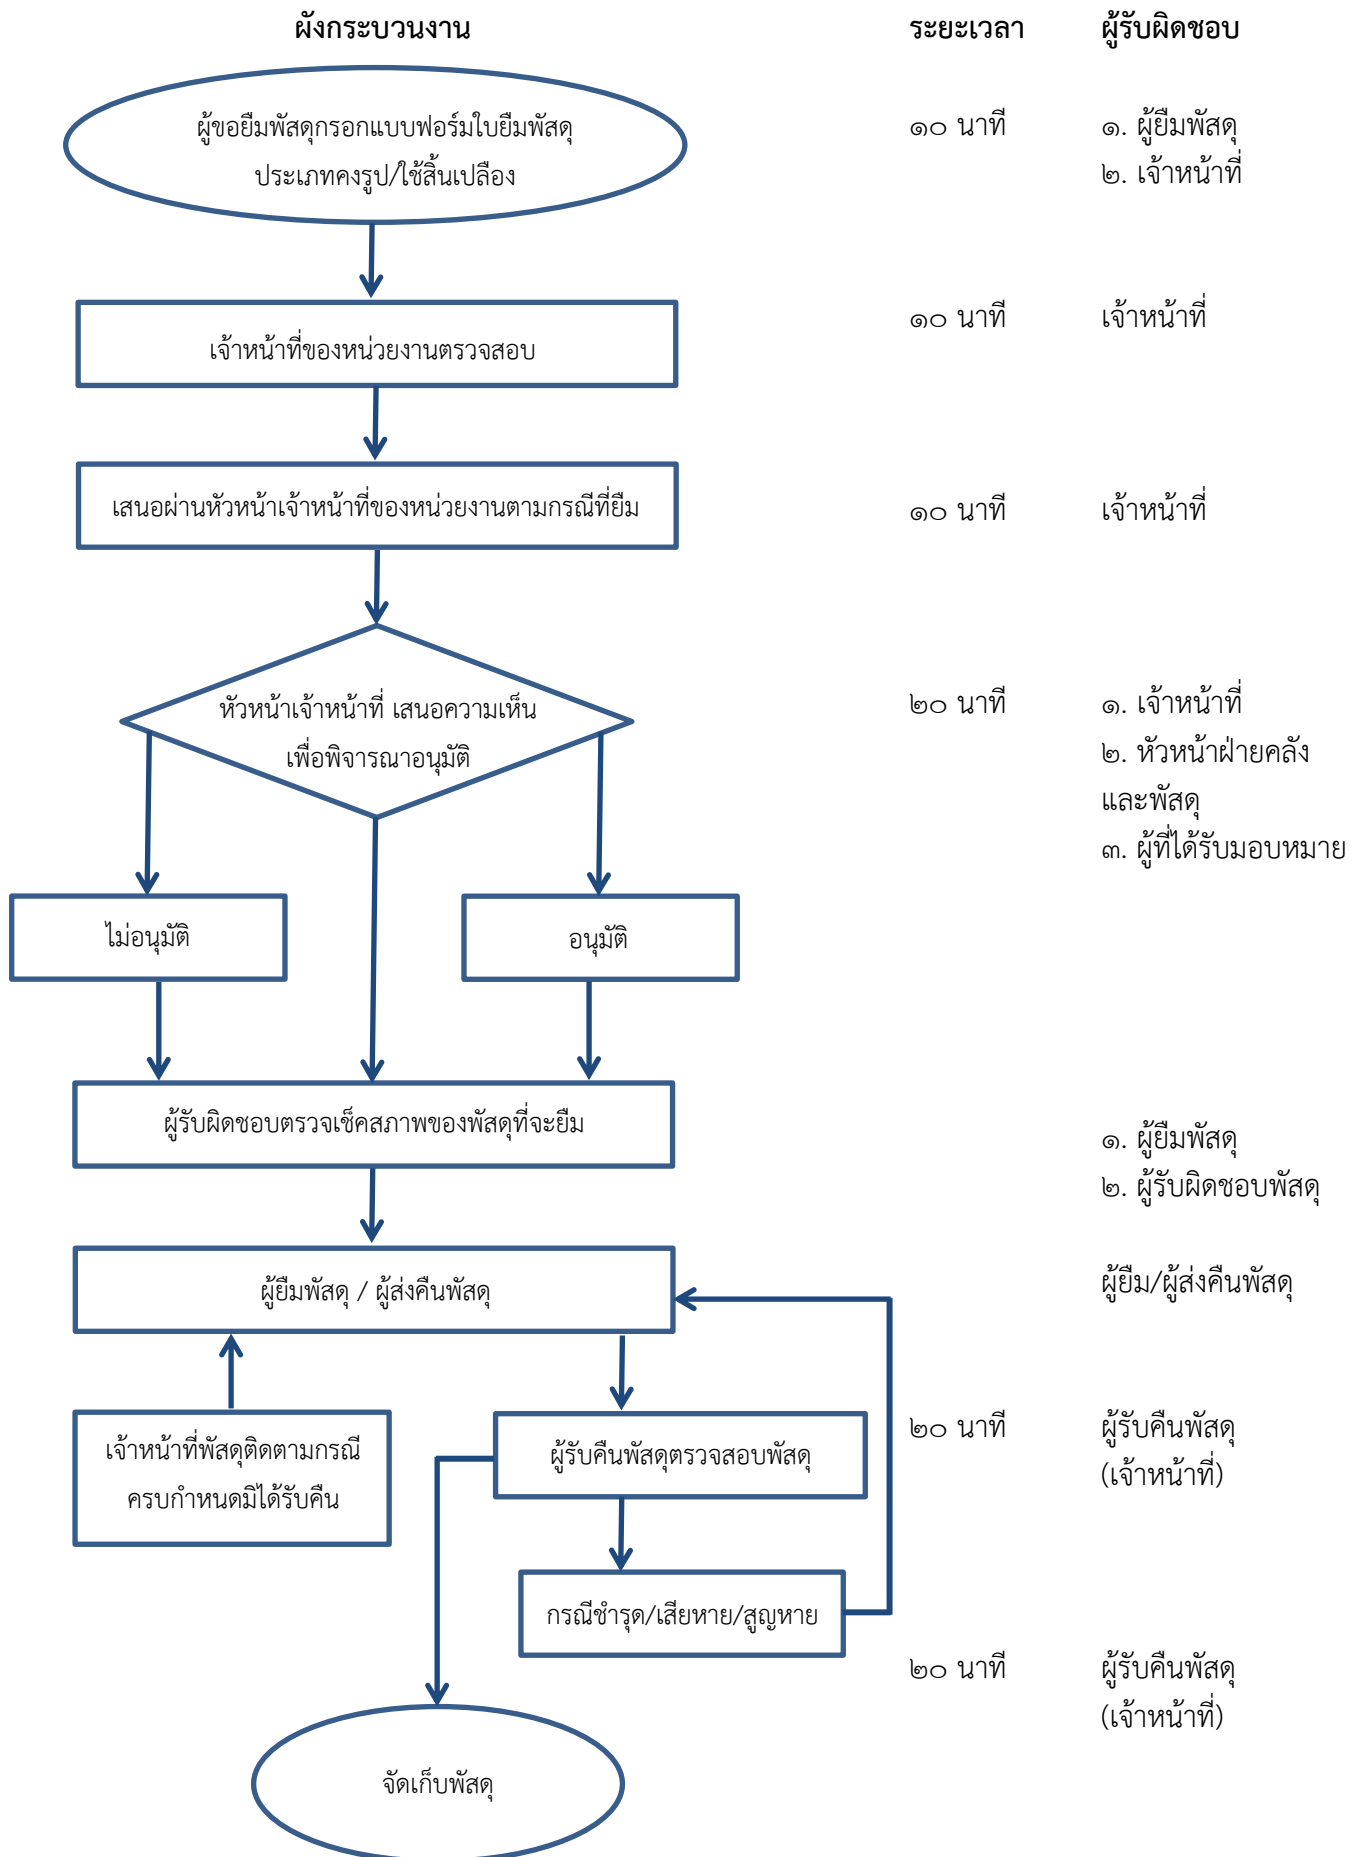 ผังกระบวนงาน ระยะเวลา ผู้รับผิดชอบ
ผู้ขอยืมพัสดุกรอกแบบฟอร์มใบยืมพัสดุ
ประเภทคงรูป/ใช้สิ้นเปลือง
๑๐ นาที
๑. ผู้ยืมพัสดุ
๒. เจ้าหน้าที่
เจ้าหน้าที่ของหน่วยงานตรวจสอบ
๑๐ นาที
เจ้าหน้าที่
เสนอผ่านหัวหน้าเจ้าหน้าที่ของหน่วยงานตามกรณีที่ยืม
๑๐ นาที
เจ้าหน้าที่
หัวหน้าเจ้าหน้าที่ เสนอความเห็น
เพื่อพิจารณาอนุมัติ
๒๐ นาที
๑. เจ้าหน้าที่
๒. หัวหน้าฝ่ายคลัง
และพัสดุ
๓. ผู้ที่ได้รับมอบหมาย
ไม่อนุมัติ
อนุมัติ
ผู้รับผิดชอบตรวจเช็คสภาพของพัสดุที่จะยืม
๑. ผู้ยืมพัสดุ
๒. ผู้รับผิดชอบพัสดุ
ผู้ยืมพัสดุ / ผู้ส่งคืนพัสดุ
ผู้ยืม/ผู้ส่งคืนพัสดุ
เจ้าหน้าที่พัสดุติดตามกรณี
ครบกำหนดมิได้รับคืน
ผู้รับคืนพัสดุตรวจสอบพัสดุ
๒๐ นาที
ผู้รับคืนพัสดุ
(เจ้าหน้าที่)
กรณีชำรุด/เสียหาย/สูญหาย
๒๐ นาที
ผู้รับคืนพัสดุ
(เจ้าหน้าที่)
จัดเก็บพัสดุ